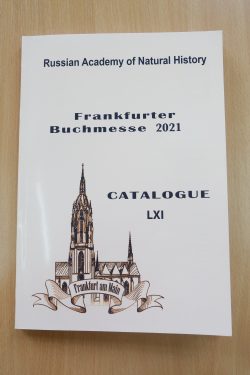 Russian Academy of Natural History
Frankfurter
Buchmesse 2021
CATALOGUE
LXI
Frankfurt am Main